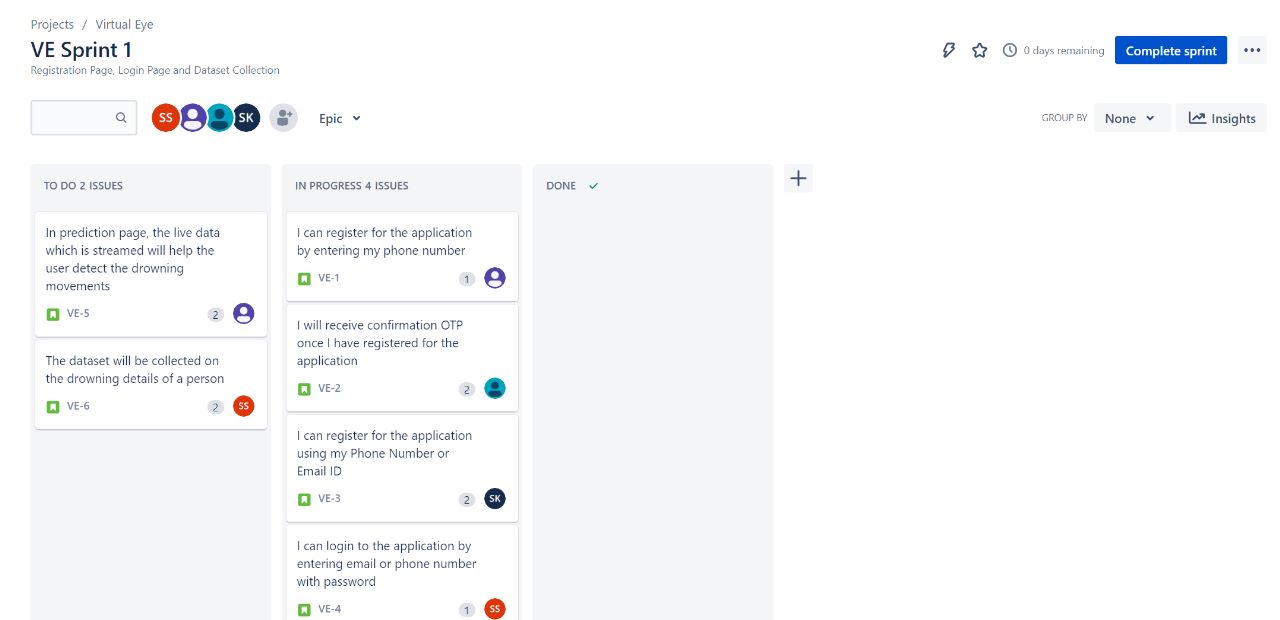 Projects / Virtual Eye
VE Sprint 1
Registration Page, Login Page and Dataset Collection
0 days remaining
Complete sprint
SS
SK
Epic
GROUP BY
None
Insights
TO DO 2 ISSUES
In prediction page, the live data
which is streamed will help the
user detect the drowning
movements
VE-5
2
The dataset will be collected on
the drowning details of a person
VE-6
2
SS
IN PROGRESS 4 ISSUES
I can register for the application
by entering my phone number
VE-1
1
I will receive confirmation OTP
once I have registered for the
application
VE-2
2
I can register for the application
using my Phone Number or
Email ID
VE-3
2
SK
I can login to the application by
entering email or phone number
with password
VE-4
1
SS
DONE